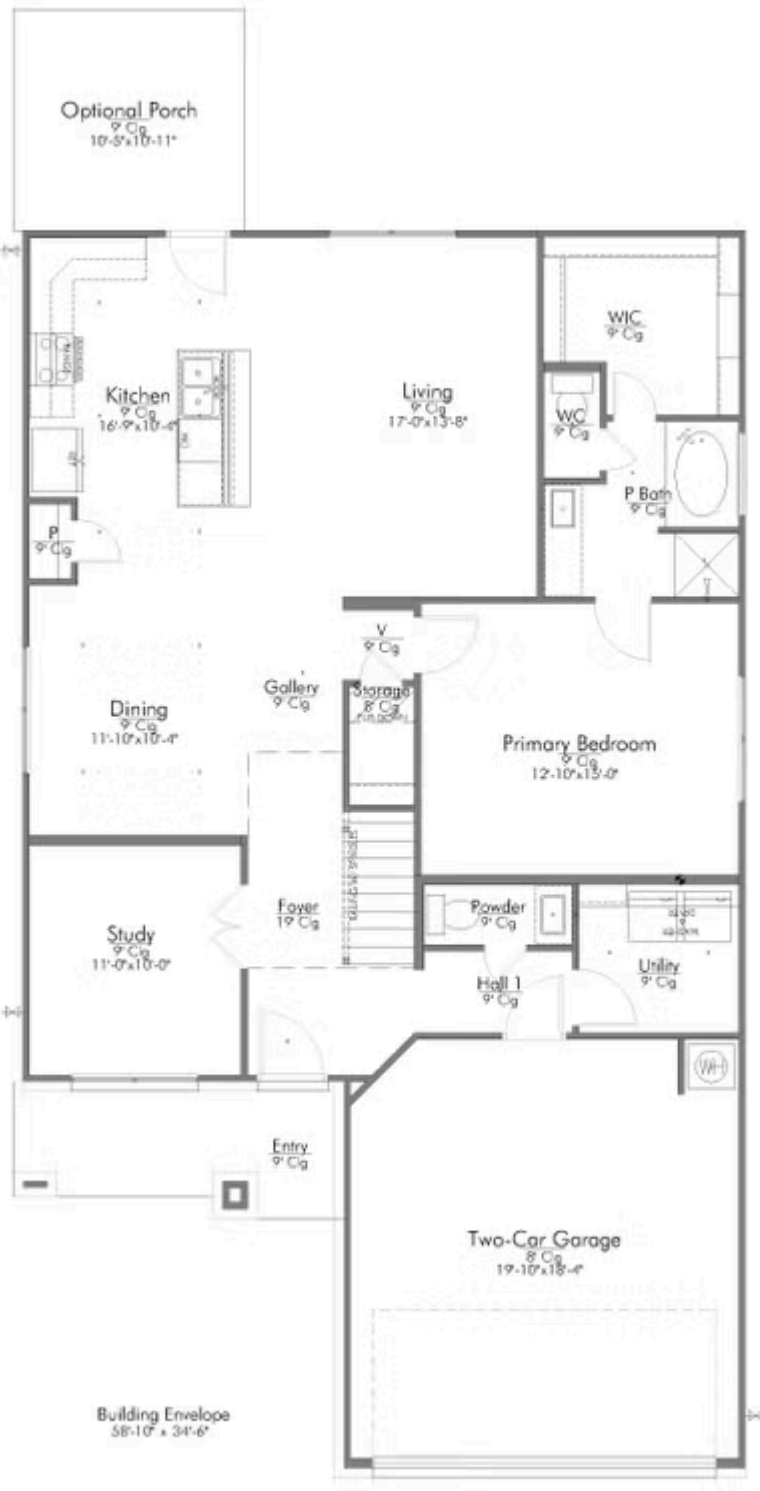 Optional Porch
9' Clg
10'-5"x10'-11"
WIC
9' Clg
Kitchen
9' Clg
16'-9"x10'-4"
Living
9' Clg
17'-0"x13'-8"
WC
9' Clg
P Bath
9' Clg
P
9' Clg
V
9' Clg
Gallery
9' Clg
Storage
8' Clg
Dining
9' Clg
11'-10"x10'-4"
Primary Bedroom
9' Clg
12'-10"x15'-0"
Foyer
19' Clg
Powder
9' Clg
Study
9' Clg
11'-0"x10'-0"
Utility
9' Clg
Hall 1
9' Clg
WH
Entry
9' Clg
Two-Car Garage
8' Clg
19'-10"x18'-4"
Building Envelope
58'-10" x 34'-6"